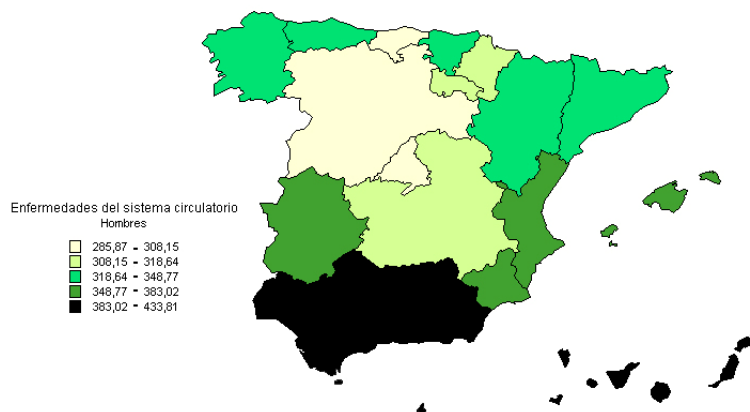 Enfermedades del sistema circulatorio
Hombres
285,87 - 308,15
308,15 - 318,64
318,64 - 348,77
348,77 - 383,02
383,02 - 433,81